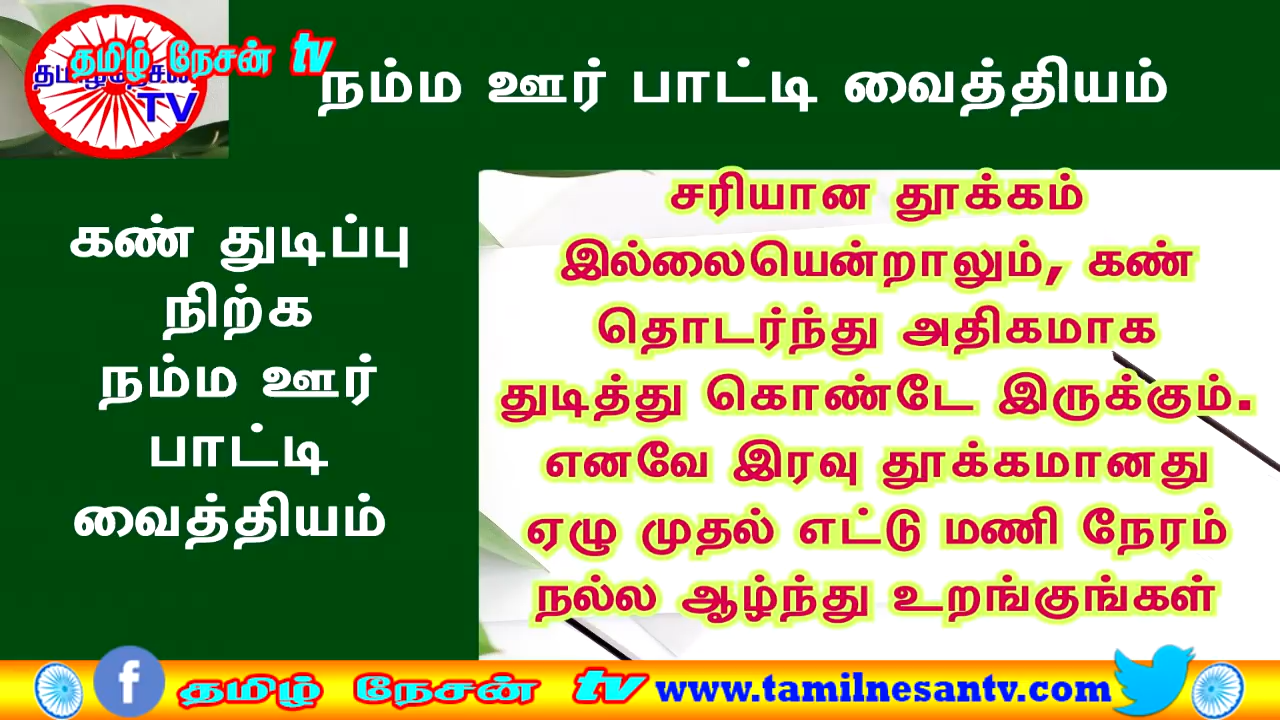 தமிழ் நேசன் tv
தமிழ்நேசன்
TV
நம்ம ஊர் பாட்டி வைத்தியம்
கண் துடிப்பு
நிற்க
நம்ம ஊர்
பாட்டி
வைத்தியம்
சரியான தூக்கம்
இல்லையென்றாலும், கண்
தொடர்ந்து அதிகமாக
துடித்து கொண்டே இருக்கும்.
எனவே இரவு தூக்கமானது
ஏழு முதல் எட்டு மணி நேரம்
நல்ல ஆழ்ந்து உறங்குங்கள்
f தமிழ் நேசன் tv www.tamilnesantv.com